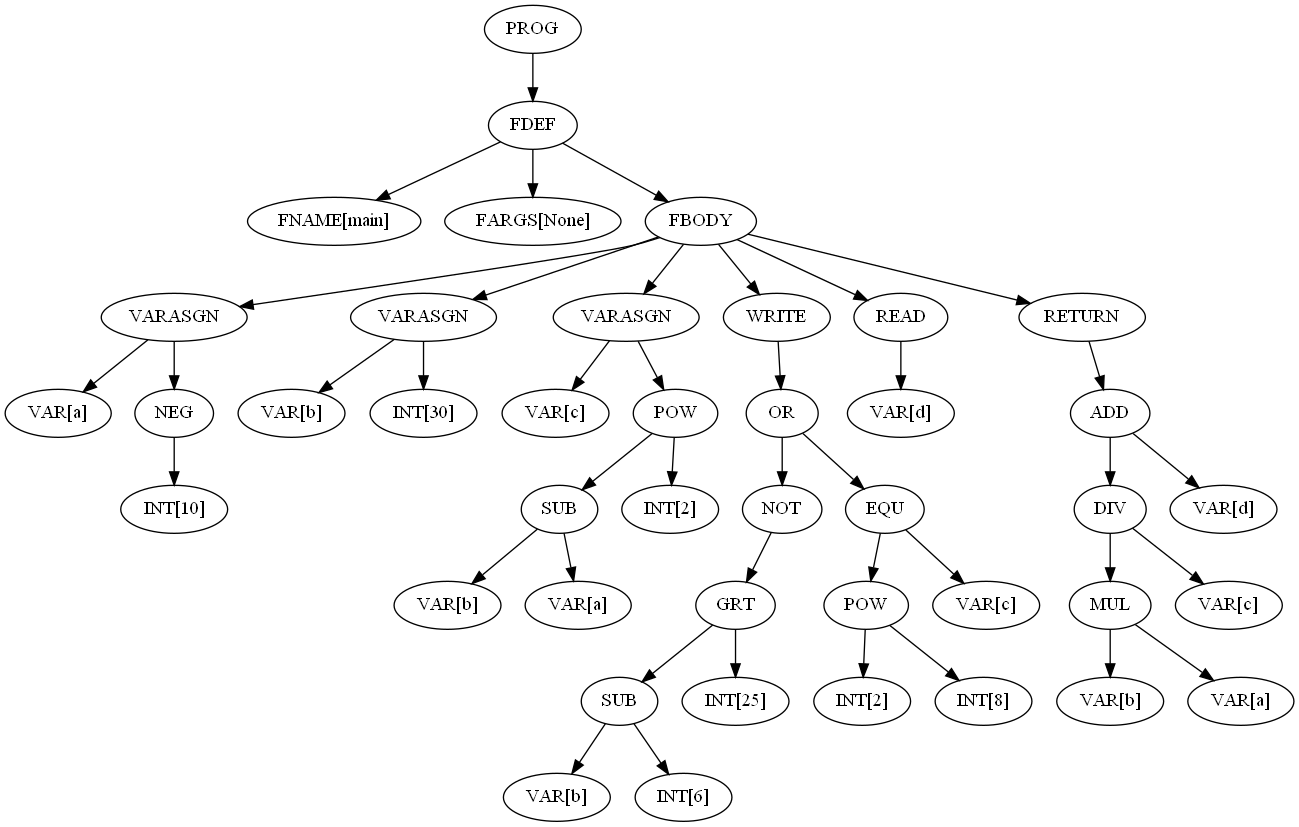 PROG
FDEF
FNAME[main] FARGS[None] FBODY
VARASGN VARASGN VARASGN WRITE READ RETURN
VAR[a] NEG VAR[b] INT[30] VAR[c] POW OR VAR[d] ADD
INT[10] SUB INT[2] NOT EQU DIV VAR[d]
VAR[b] VAR[a] GRT POW VAR[c] MUL VAR[c]
SUB INT[25] INT[2] INT[8] VAR[b] VAR[a]
VAR[b] INT[6]